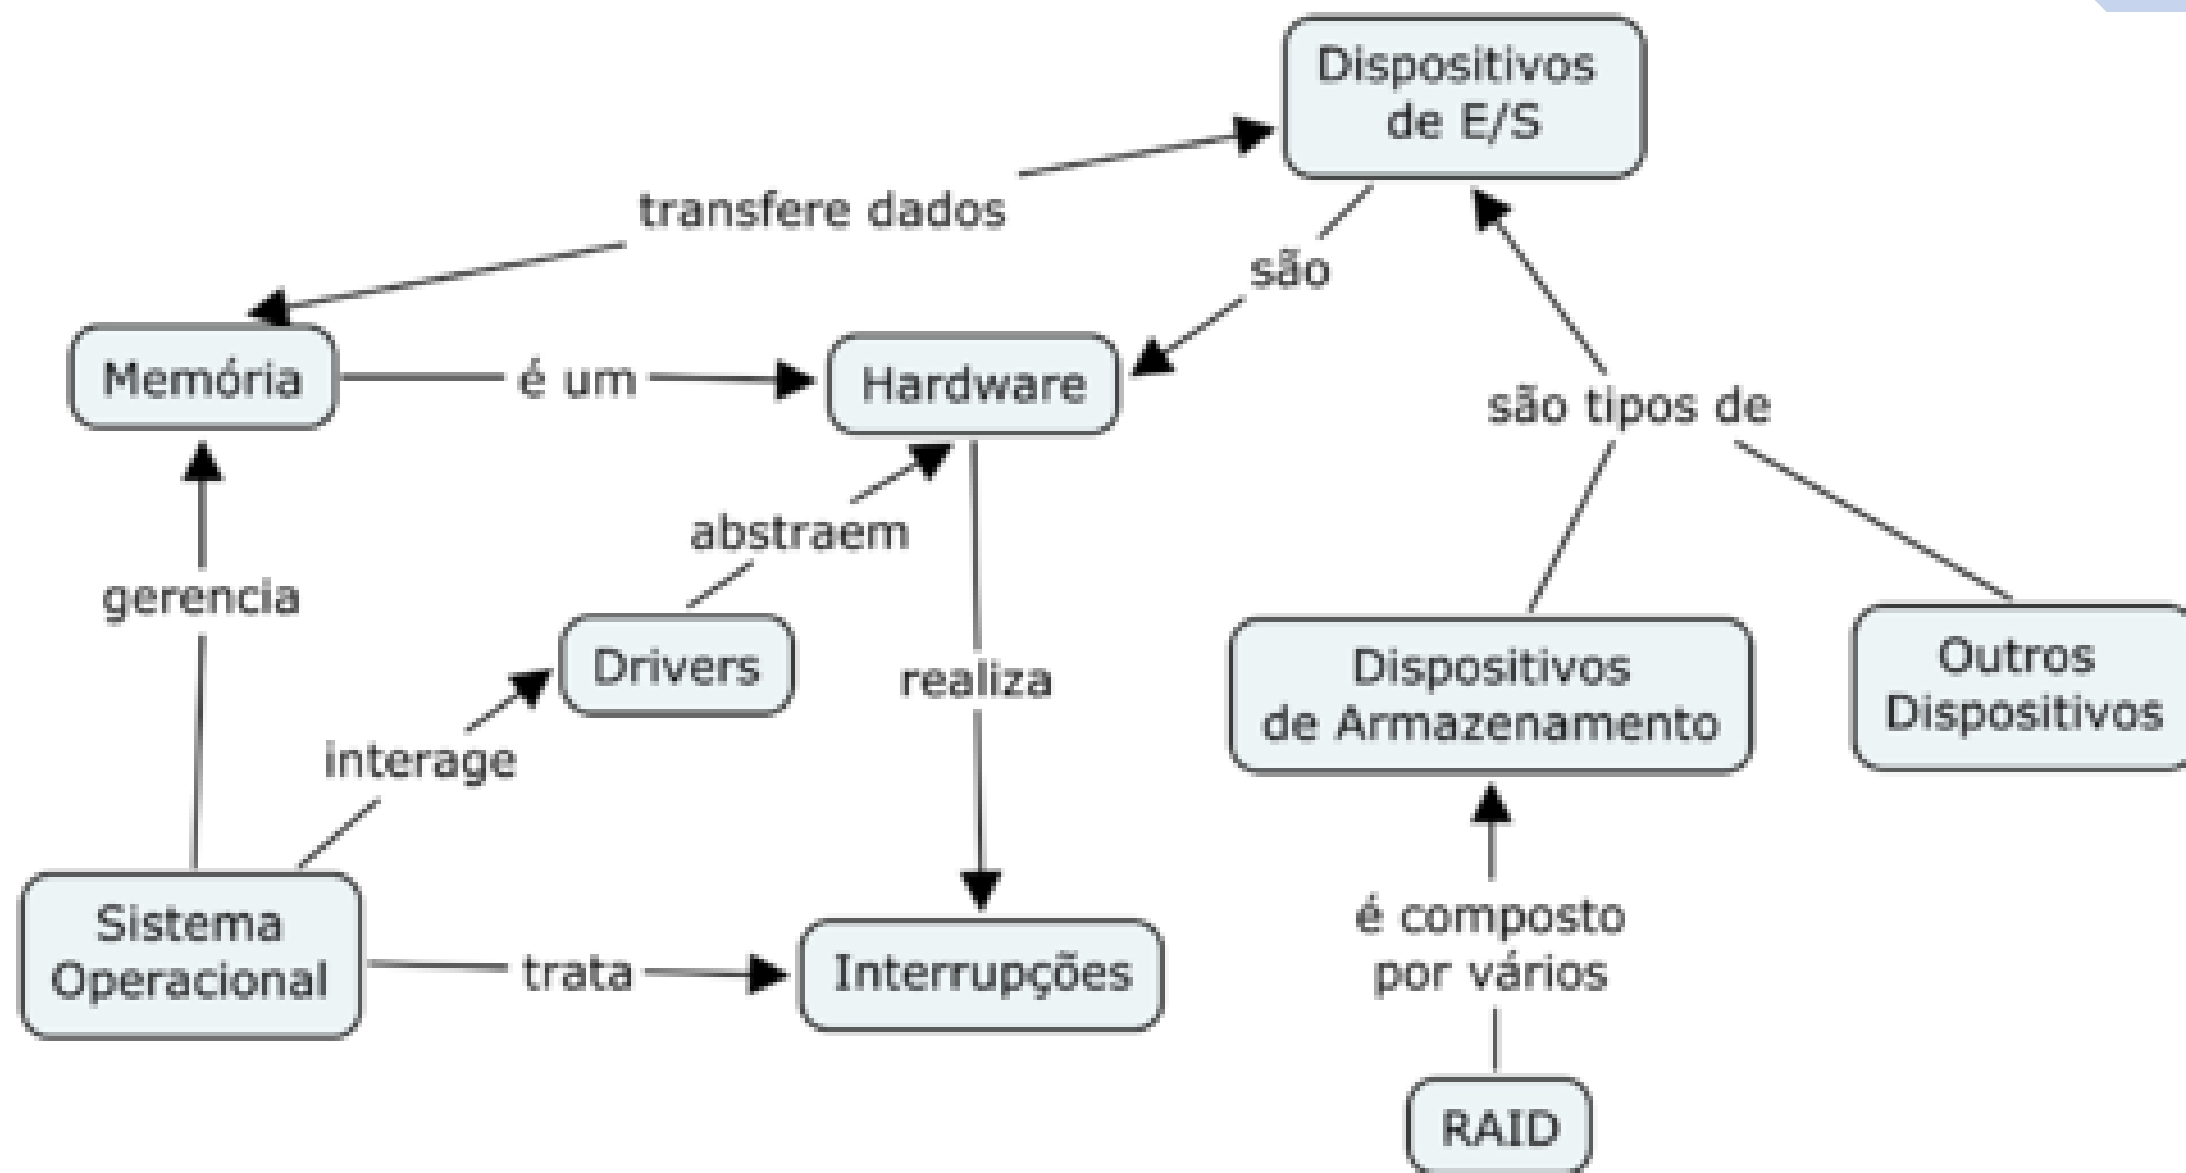 Dispositivos
de E/S
transfere dados
são
Memória
é um
Hardware
são tipos de
abstraem
gerencia
Drivers
realiza
Dispositivos
de Armazenamento
Outros
Dispositivos
interage
Sistema
Operacional
trata
Interrupções
é composto
por vários
RAID